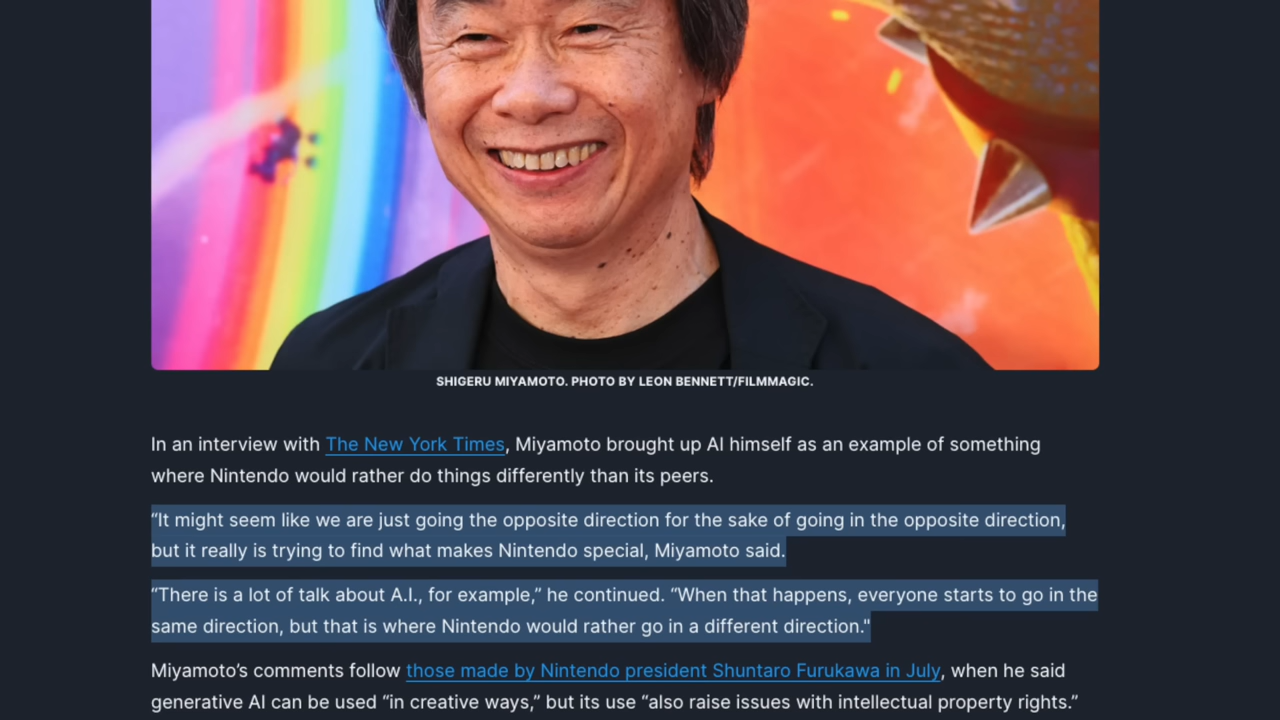 SHIGERU MIYAMOTO. PHOTO BY LEON BENNETT/FILMMAGIC.
In an interview with The New York Times, Miyamoto brought up AI himself as an example of something
where Nintendo would rather do things differently than its peers.
“It might seem like we are just going the opposite direction for the sake of going in the opposite direction,
but it really is trying to find what makes Nintendo special, Miyamoto said.
“There is a lot of talk about A.I., for example,” he continued. “When that happens, everyone starts to go in the
same direction, but that is where Nintendo would rather go in a different direction."
Miyamoto’s comments follow those made by Nintendo president Shuntaro Furukawa in July, when he said
generative AI can be used “in creative ways,” but its use “also raise issues with intellectual property rights.”